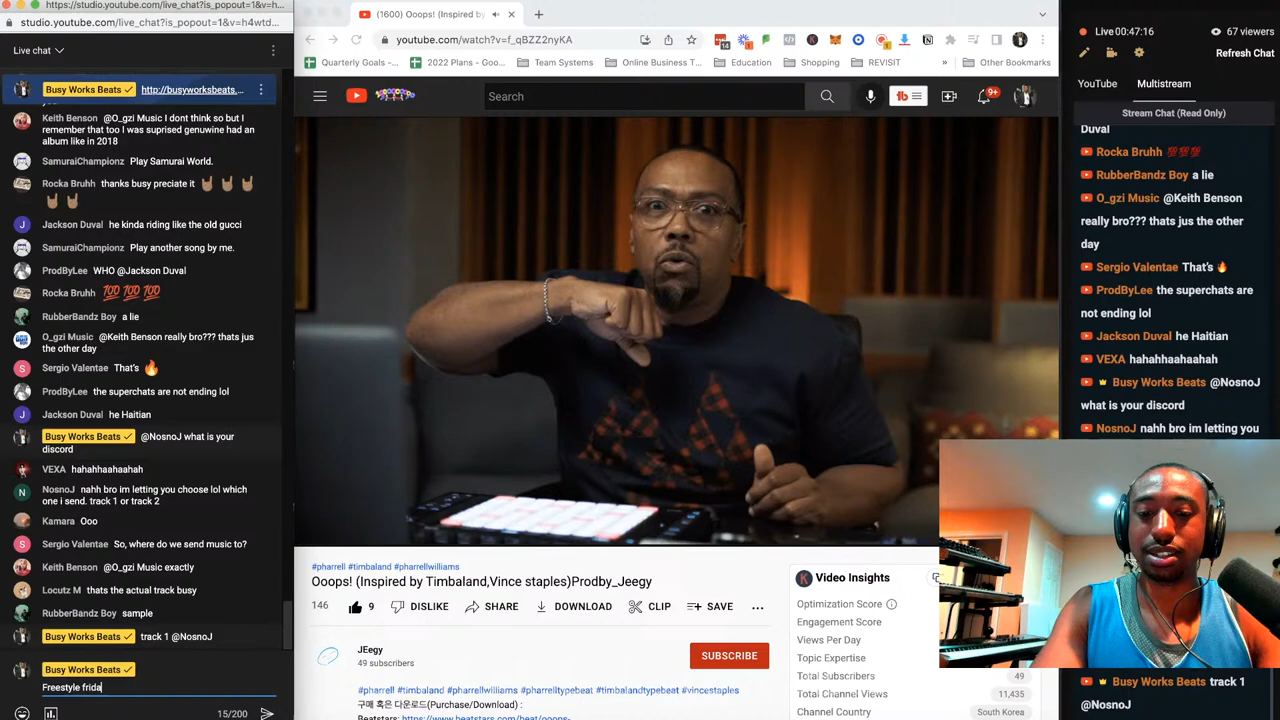 https://studio.youtube.com/live_chat?is_popout=1&v=h...
studio.youtube.com/live_chat?is_popout=1&v=h4wtd...
Live chat
Busy Works Beats http://busyworksbeats....
Keith Benson @O_gzi Music I dont think so but I
remember that too I was suprised genuwine had an
album like in 2018
SamuraiChampionz Play Samurai World.
Rocka Bruhh thanks busy preciate it
Jackson Duval he kinda riding like the old gucci
SamuraiChampionz Play another song by me.
ProdByLee WHO @Jackson Duval
Rocka Bruhh 💯💯💯
RubberBandz Boy a lie
O_gzi Music @Keith Benson really bro??? thats jus
the other day
Sergio Valentae That's 🔥
ProdByLee the superchats are not ending lol
Jackson Duval he Haitian
Busy Works Beats @NosnoJ what is your
discord
VEXA hahahhaahaahah
NosnoJ nahh bro im letting you choose lol which
one i send. track 1 or track 2
Kamara Ooo
Sergio Valentae So, where do we send music to?
Keith Benson @O_gzi Music exactly
Locutz M thats the actual track busy
RubberBandz Boy sample
Busy Works Beats track 1 @NosnoJ
Busy Works Beats
Freestyle frida
15/200
(1600) Ooops! (Inspired by
youtube.com/watch?v=f_qBZZ2nyKA
14
1
Quarterly Goals -...
2022 Plans - Goo...
Team Systems
Online Business T...
Education
Shopping
REVISIT
»
Other Bookmarks
Search
9+
#pharrell #timbaland #pharrellwilliams
Ooops! (Inspired by Timbaland,Vince staples)Prodby_Jeegy
146
9
DISLIKE
SHARE
DOWNLOAD
CLIP
SAVE
JEegy
49 subscribers
SUBSCRIBE
#pharrell #timbaland #pharrellwilliams #pharrelltypebeat #timbalandtypebeat #vincestaples
구매 혹은 다운로드(Purchase/Download) :
Beatstars: https://www.beatstars.com/beat/ooops-
Video Insights
Optimization Score
Engagement Score
Views Per Day
Topic Expertise
Total Subscribers 49
Total Channel Views 11,435
Channel Country South Korea
Live 00:47:16
67 viewers
Refresh Chat
YouTube
Multistream
Stream Chat (Read Only)
Duval
Rocka Bruhh 💯💯💯
RubberBandz Boy a lie
O_gzi Music @Keith Benson
really bro??? thats jus the other
day
Sergio Valentae That's 🔥
ProdByLee the superchats are
not ending lol
Jackson Duval he Haitian
VEXA hahahhaahaahah
Busy Works Beats @NosnoJ
what is your discord
NosnoJ nahh bro im letting you
Busy Works Beats track 1
@NosnoJ